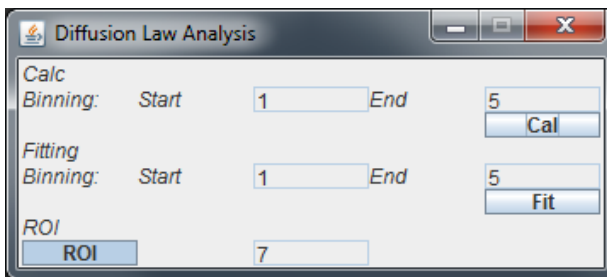 Diffusion Law Analysis
Calc
Binning: Start 1 End 5
Cal
Fitting
Binning: Start 1 End 5
Fit
ROI
ROI 7